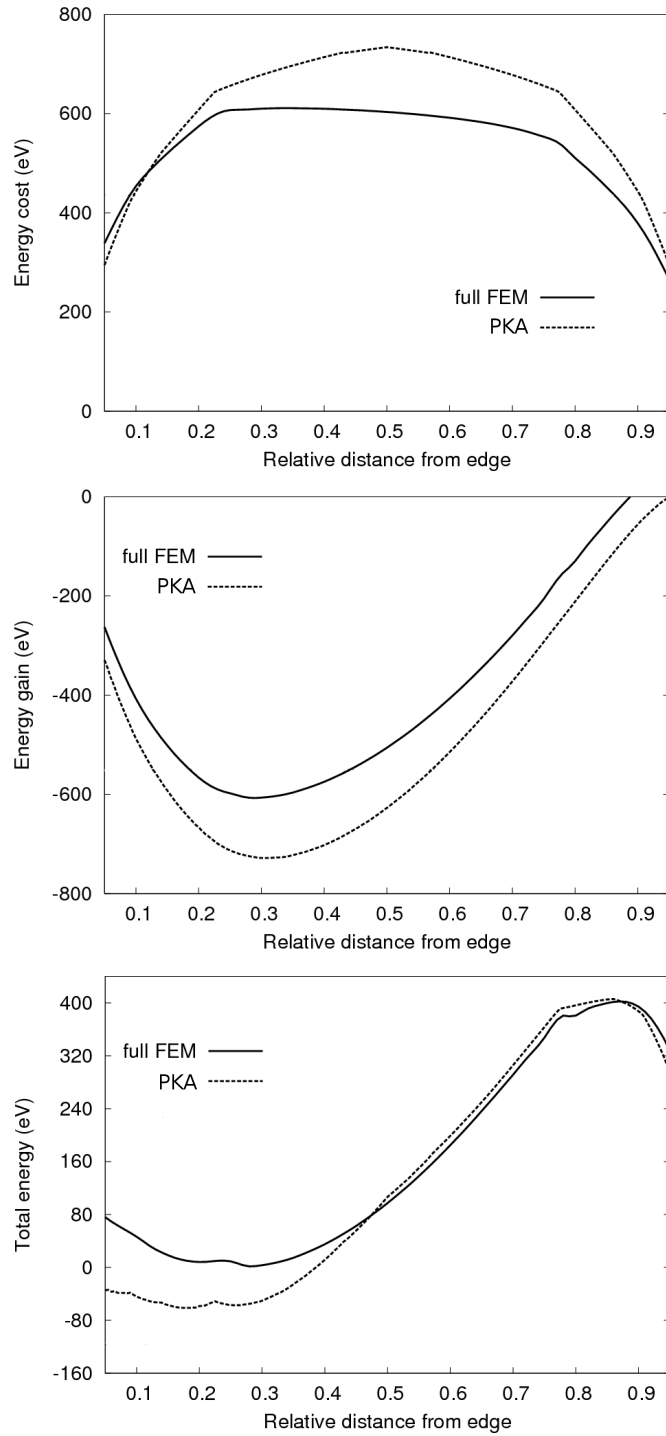 800
600
400
200
0
Energy cost (eV)
full FEM
PKA
0.1 0.2 0.3 0.4 0.5 0.6 0.7 0.8 0.9
Relative distance from edge
0
-200
-400
-600
-800
Energy gain (eV)
full FEM
PKA
0.1 0.2 0.3 0.4 0.5 0.6 0.7 0.8 0.9
Relative distance from edge
400
320
240
160
80
0
-80
-160
Total energy (eV)
full FEM
PKA
0.1 0.2 0.3 0.4 0.5 0.6 0.7 0.8 0.9
Relative distance from edge